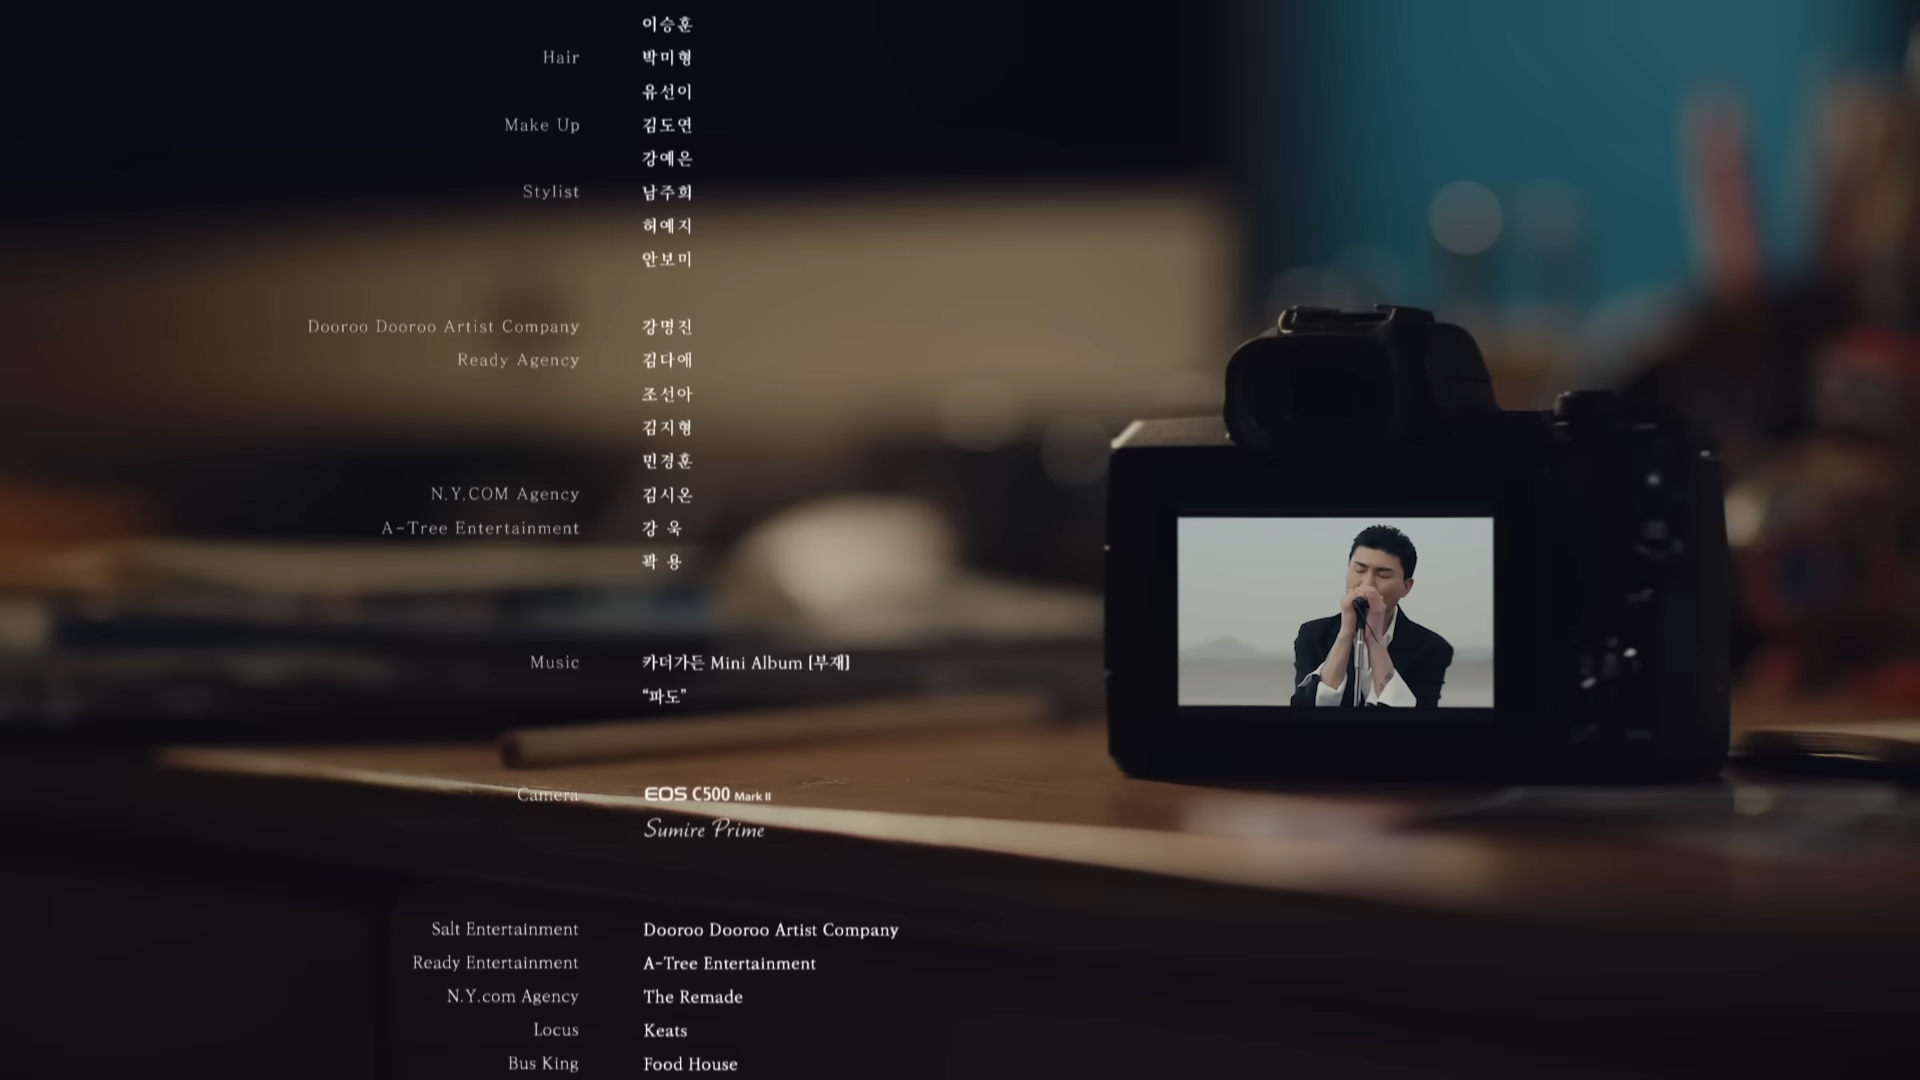 이승훈
Hair 박미형
유선이
Make Up 김도연
강예은
Stylist 남주희
허예지
안보미
Dooroo Dooroo Artist Company 강명진
Ready Agency 김다애
조선아
김지형
민경훈
N.Y.COM Agency 김시온
A-Tree Entertainment 강 욱
곽 용
Music 카더가든 Mini Album [부재]
“파도”
Camera EOS C500 Mark II
Sumire Prime
Salt Entertainment Dooroo Dooroo Artist Company
Ready Entertainment A-Tree Entertainment
N.Y.com Agency The Remade
Locus Keats
Bus King Food House